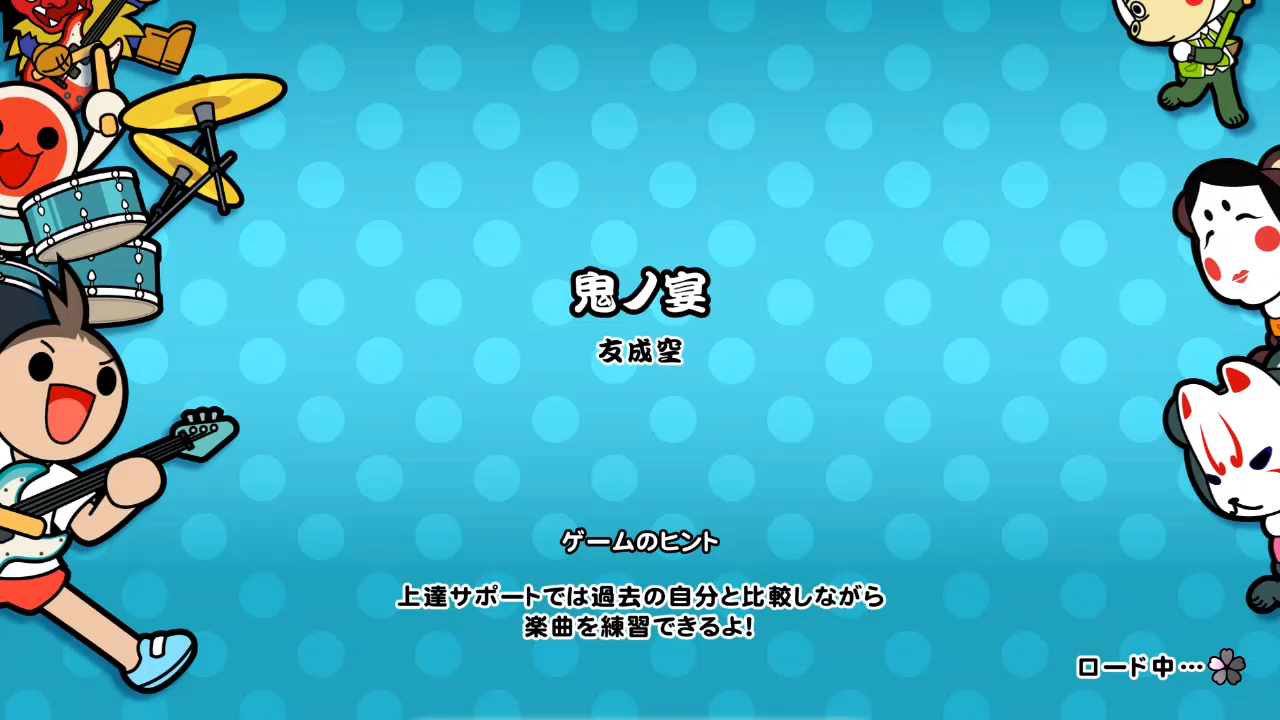 鬼ノ宴
友成空
ゲームのヒント
上達サポートでは過去の自分と比較しながら
楽曲を練習できるよ!
ロード中…